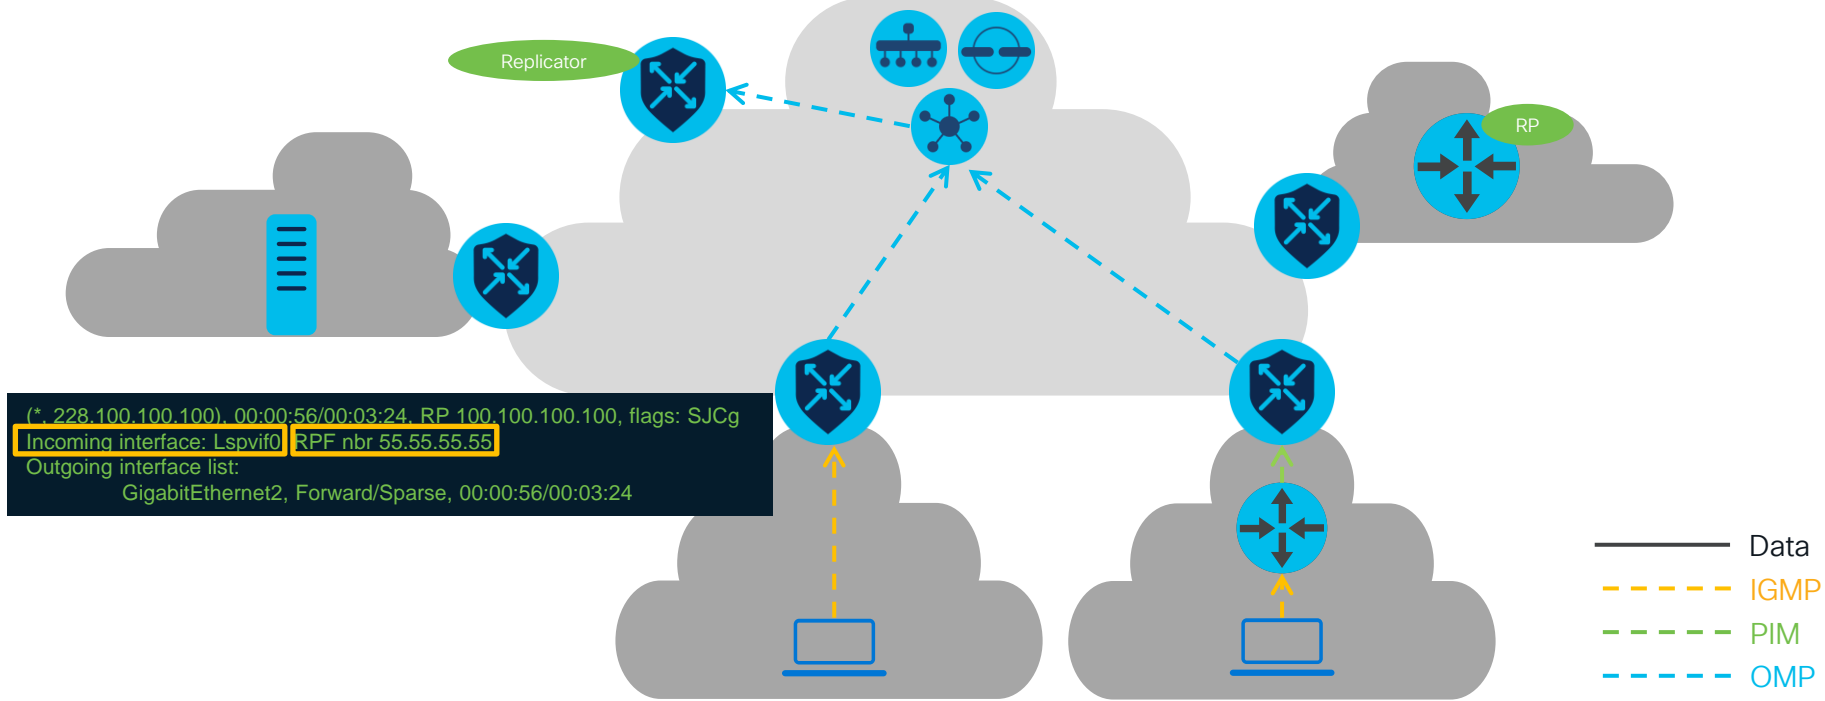 Replicator
RP
(*, 228.100.100.100), 00:00:56/00:03:24, RP 100.100.100.100, flags: SJCg
Incoming interface: Lspvif0, RPF nbr 55.55.55.55
Outgoing interface list:
GigabitEthernet2, Forward/Sparse, 00:00:56/00:03:24
Data
IGMP
PIM
OMP